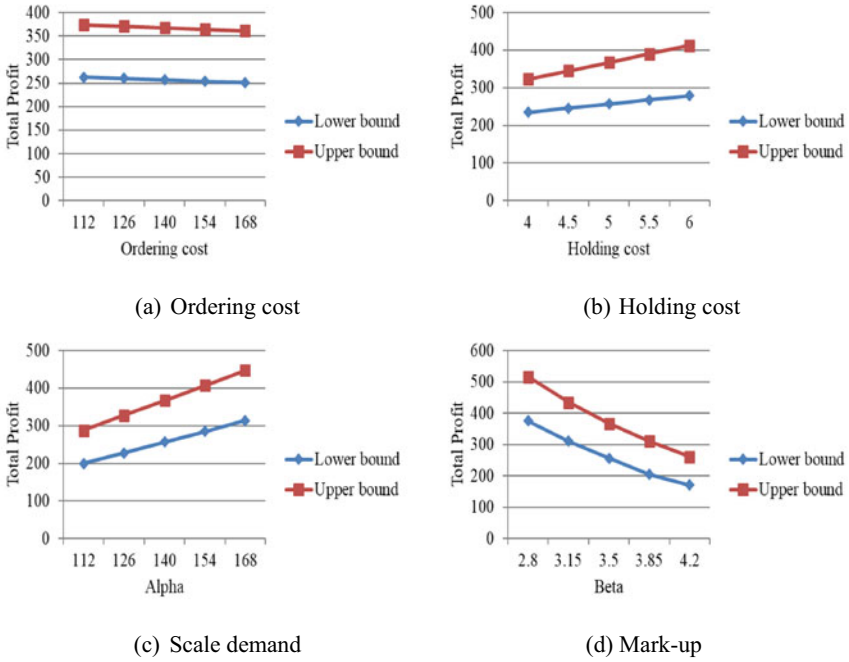 400
350
300
250
200
150
100
50
0
Total Profit
112 126 140 154 168
Ordering cost
Lower bound
Upper bound
(a) Ordering cost
500
400
300
200
100
0
Total Profit
4 4.5 5 5.5 6
Holding cost
Lower bound
Upper bound
(b) Holding cost
500
400
300
200
100
0
Total Profit
112 126 140 154 168
Alpha
Lower bound
Upper bound
(c) Scale demand
600
500
400
300
200
100
0
Total Profit
2.8 3.15 3.5 3.85 4.2
Beta
Lower bound
Upper bound
(d) Mark-up